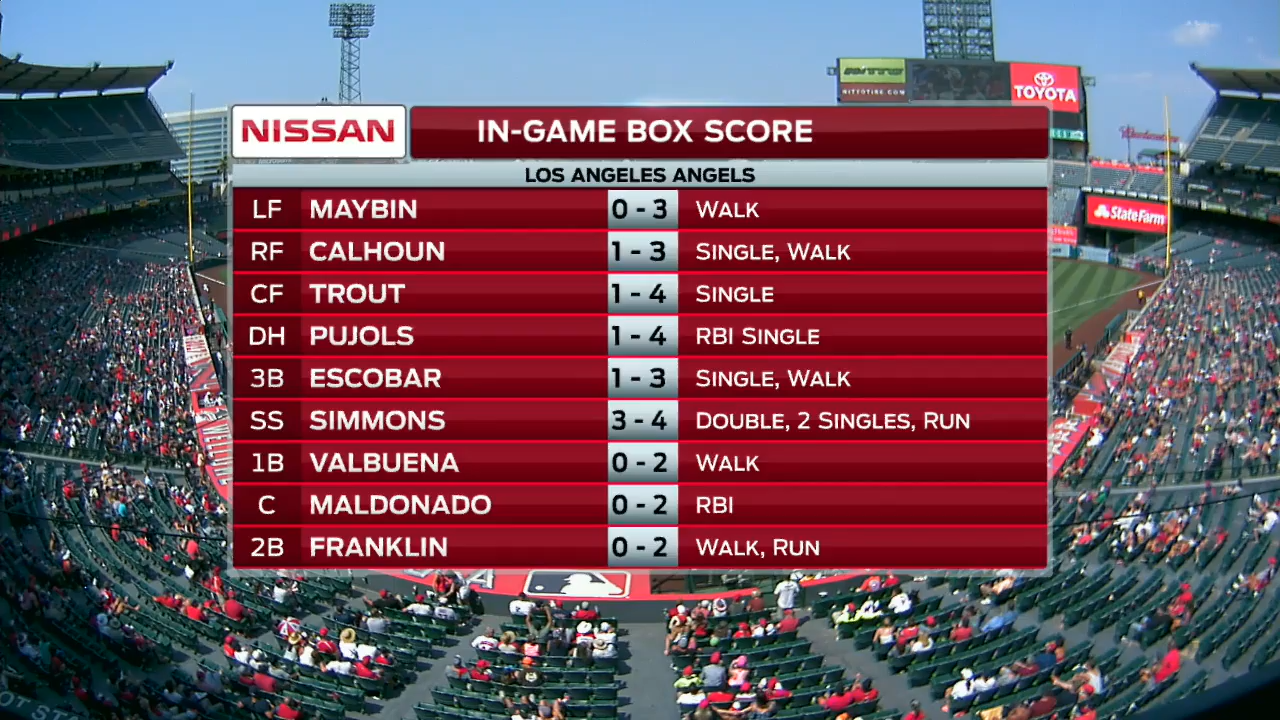 NITTO
NITTOTIRE.COM
TOYOTA
NISSAN IN-GAME BOX SCORE
LOS ANGELES ANGELS
LF MAYBIN 0 - 3 WALK
RF CALHOUN 1 - 3 SINGLE, WALK
CF TROUT 1 - 4 SINGLE
DH PUJOLS 1 - 4 RBI SINGLE
3B ESCOBAR 1 - 3 SINGLE, WALK
SS SIMMONS 3 - 4 DOUBLE, 2 SINGLES, RUN
1B VALBUENA 0 - 2 WALK
C MALDONADO 0 - 2 RBI
2B FRANKLIN 0 - 2 WALK, RUN
State Farm